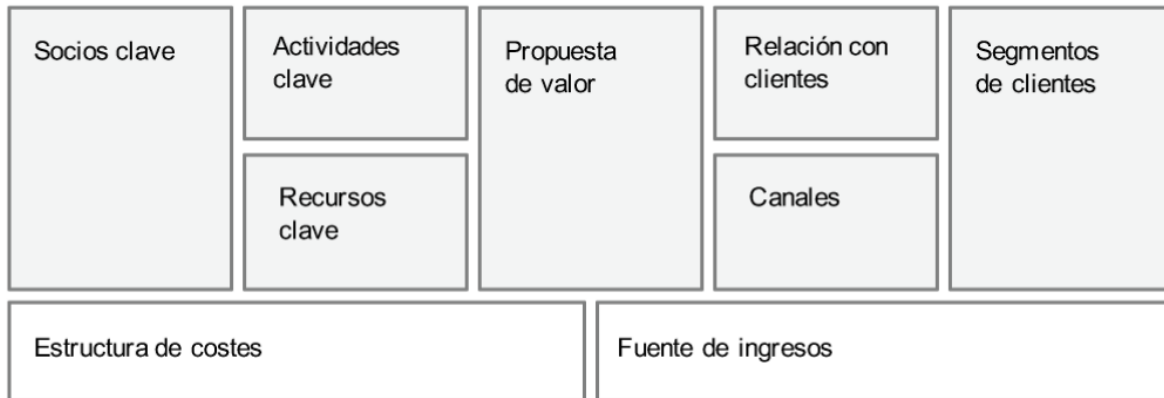 Socios clave
Actividades
clave
Recursos
clave
Propuesta
de valor
Relación con
clientes
Canales
Segmentos
de clientes
Estructura de costes
Fuente de ingresos